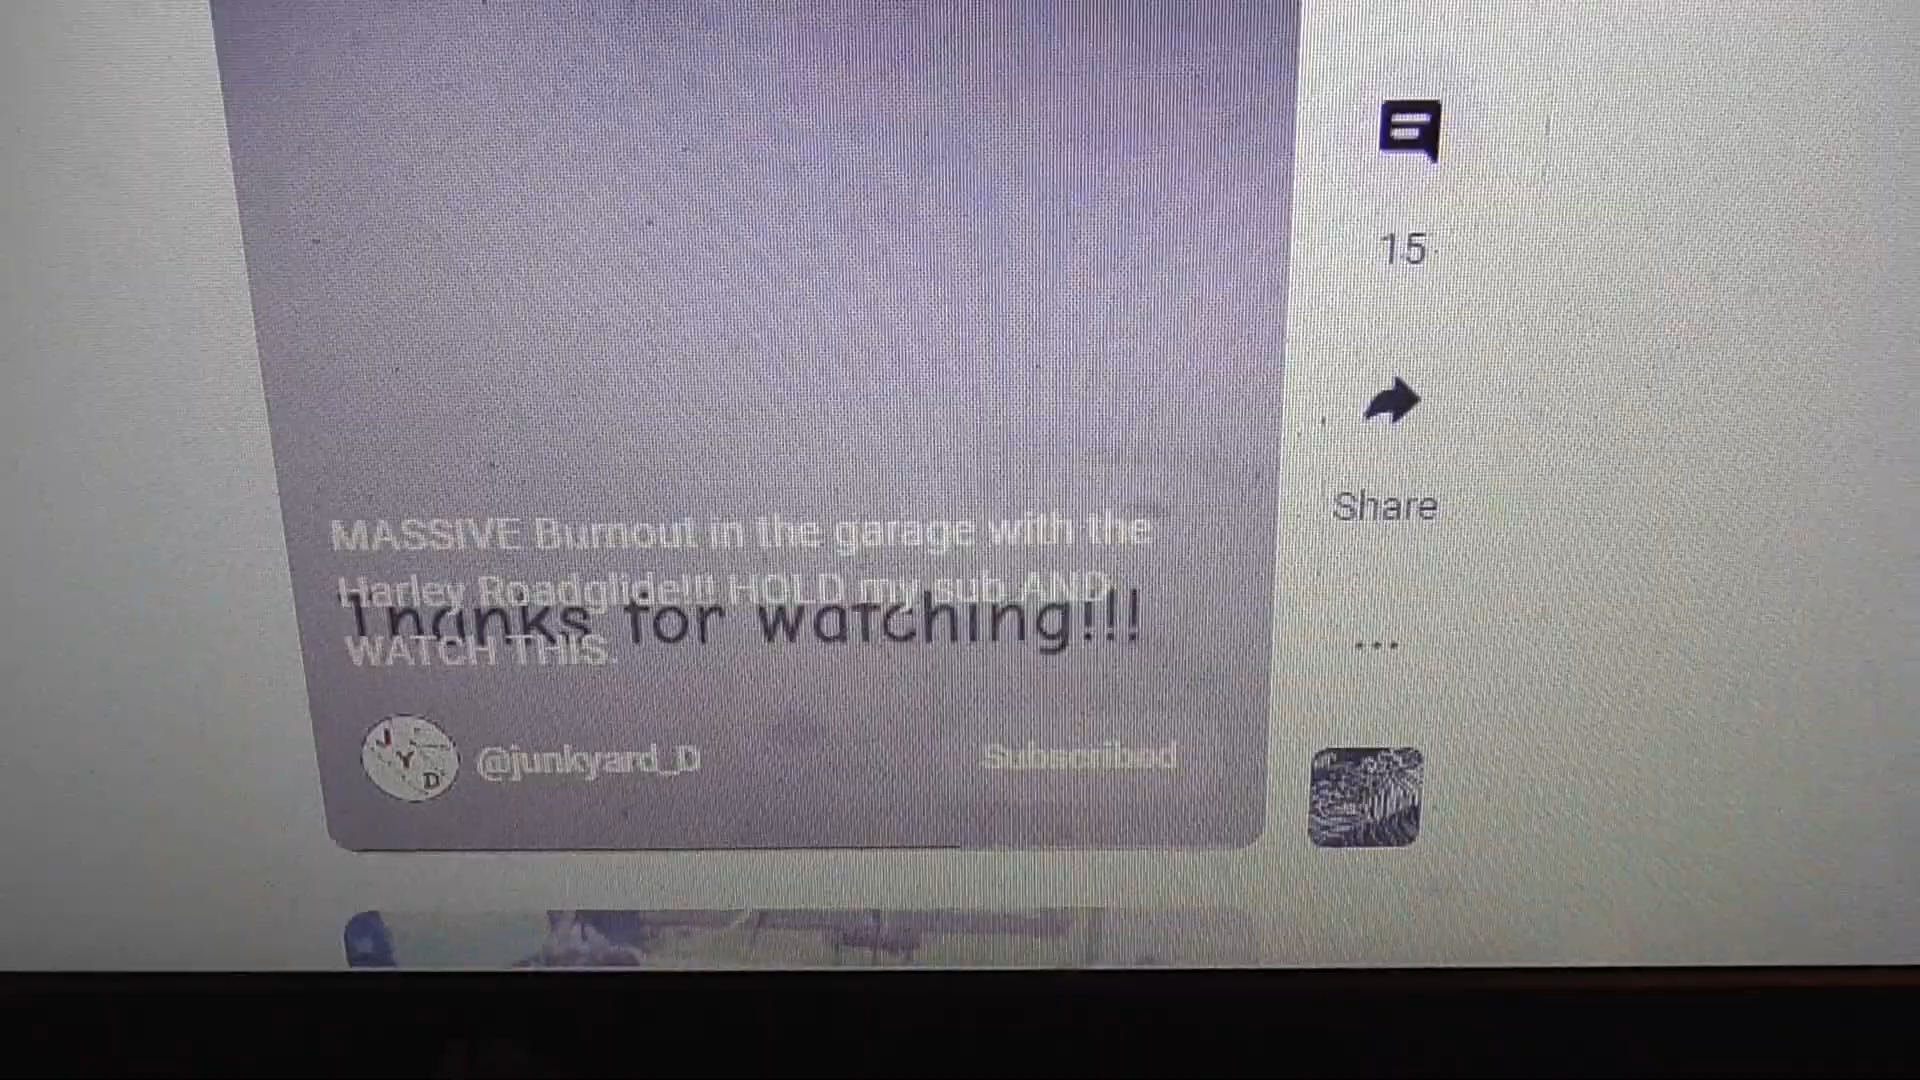 15
Share
MASSIVE Burnout in the garage with the
Harley Roadglide!!! HOLD my sub AND
Thanks for watching!!!
WATCH THIS.
...
J
Y
D
@junkyard_D
Subscribed